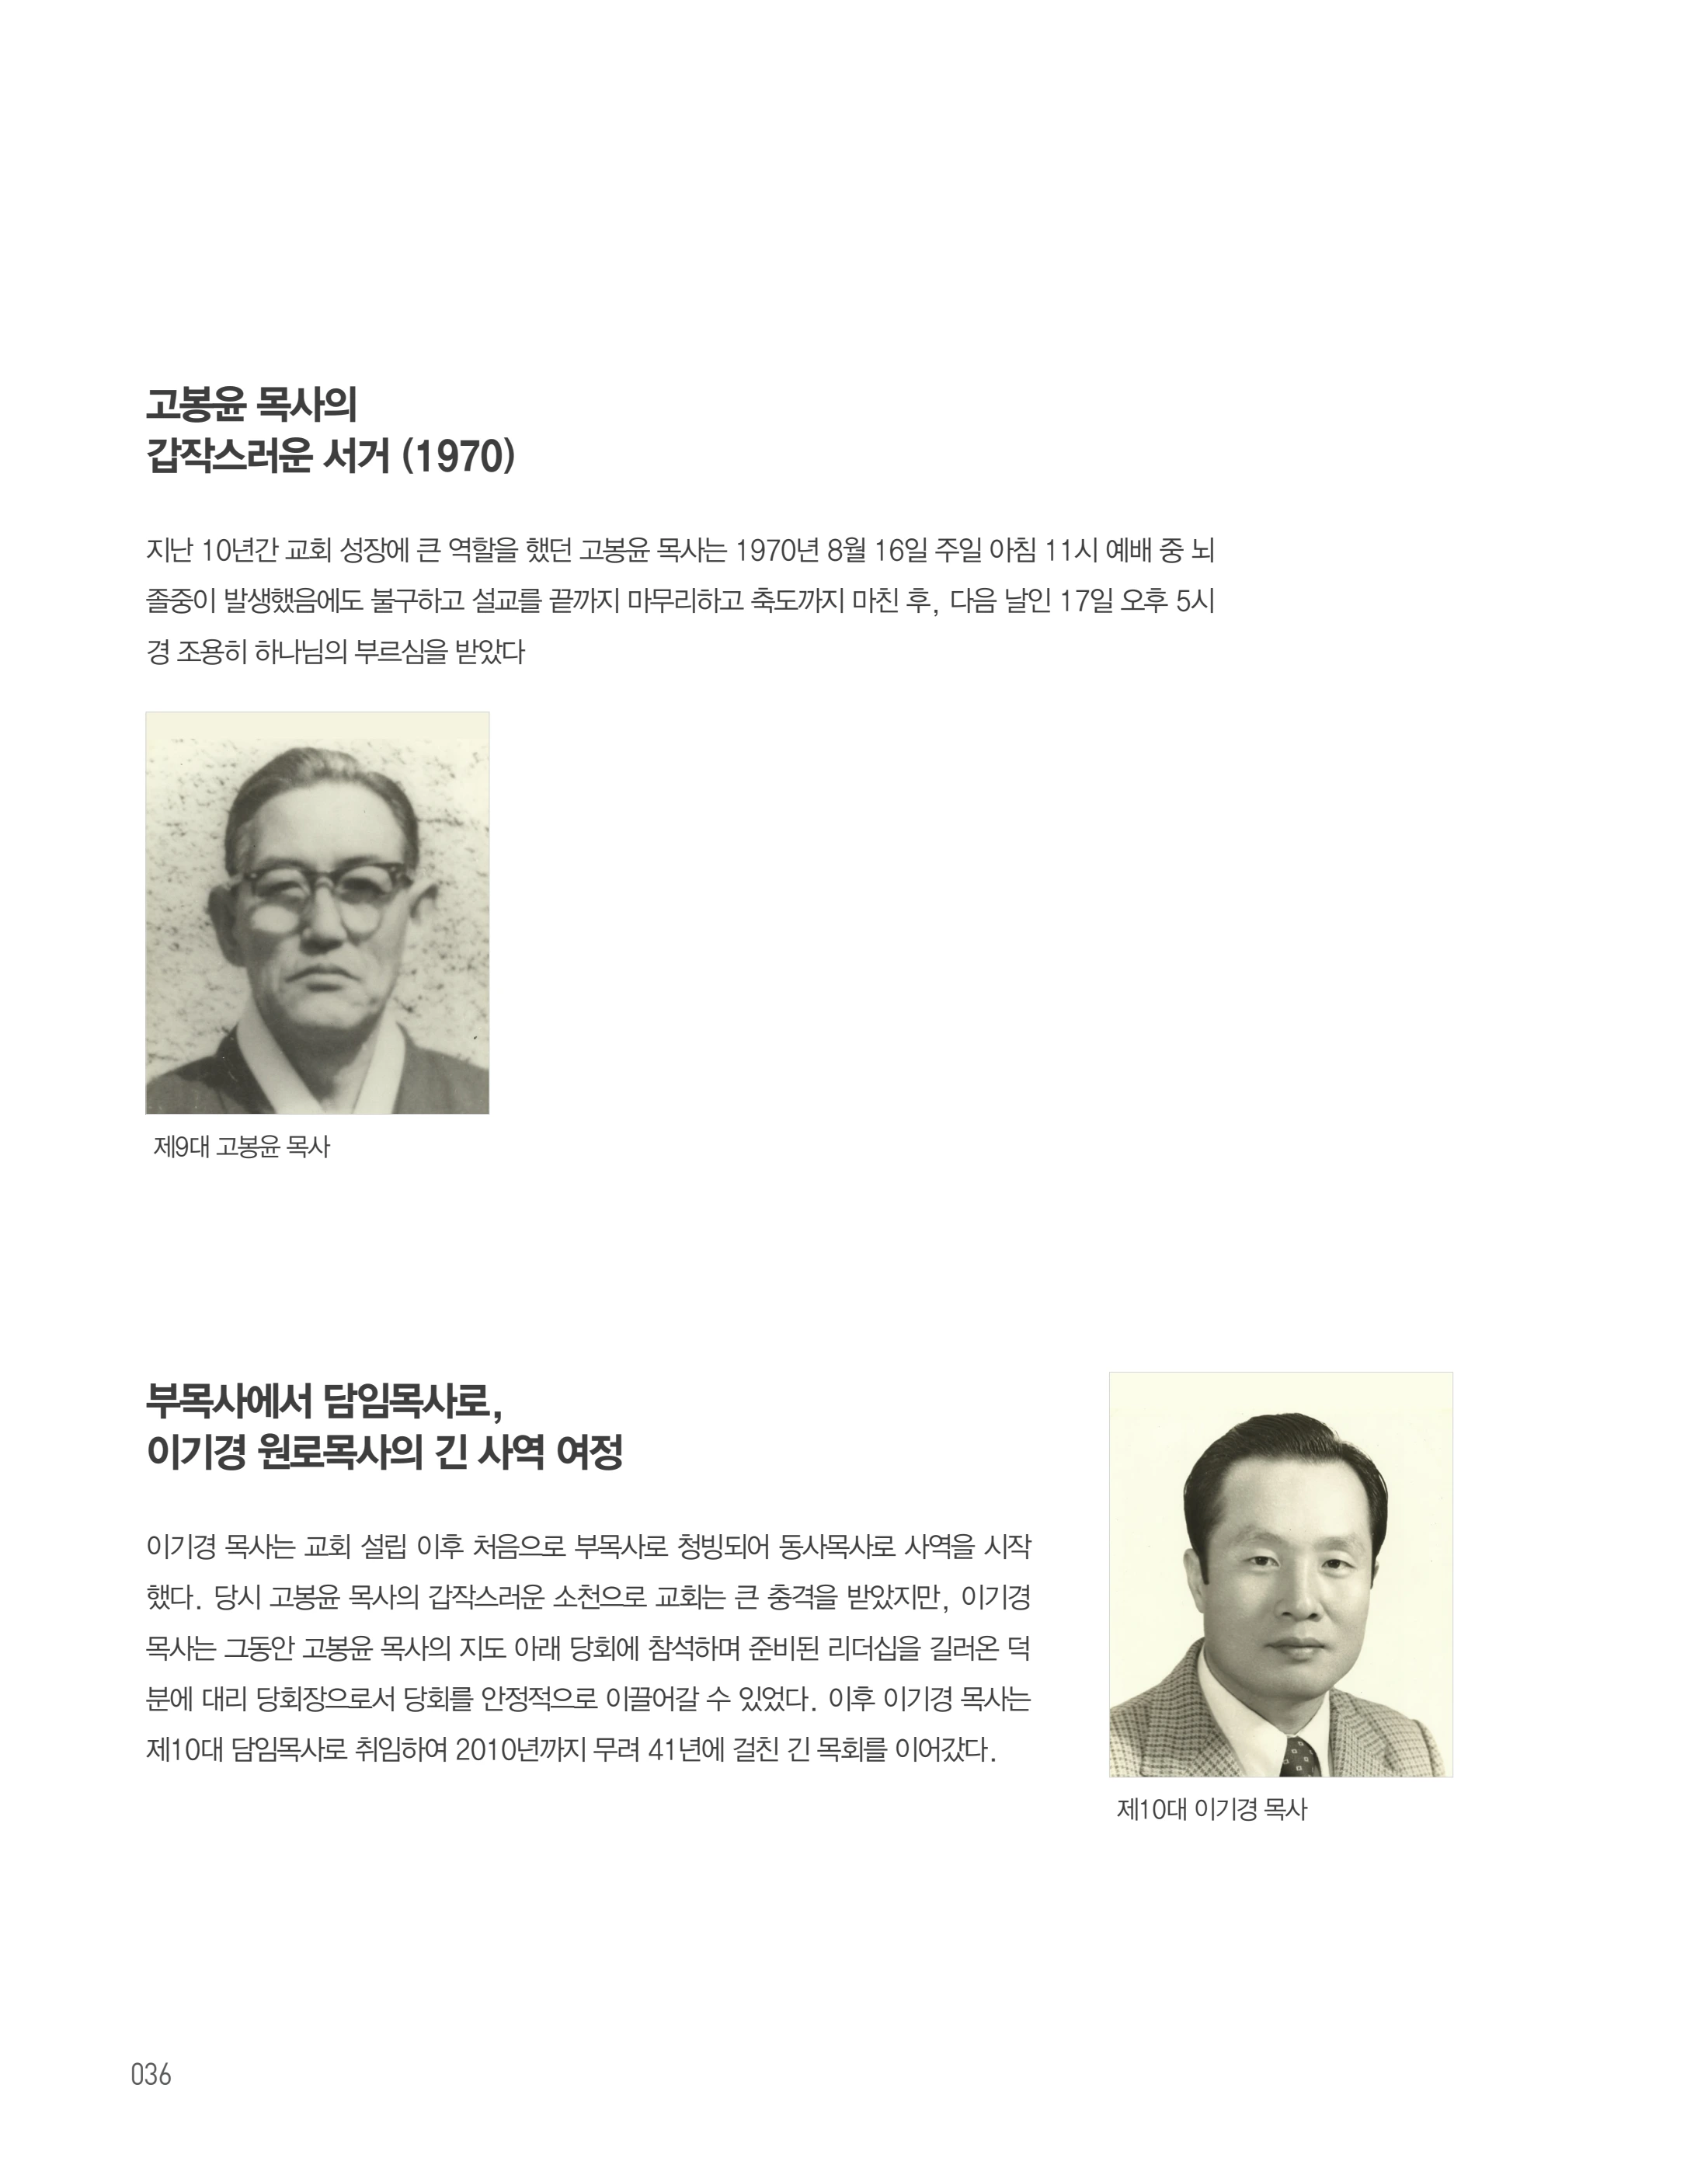 고봉윤 목사의
갑작스러운 서거 (1970)
지난 10년간 교회 성장에 큰 역할을 했던 고봉윤 목사는 1970년 8월 16일 주일 아침 11시 예배 중 뇌
졸중이 발생했음에도 불구하고 설교를 끝까지 마무리하고 축도까지 마친 후, 다음 날인 17일 오후 5시
경 조용히 하나님의 부르심을 받았다
제9대 고봉윤 목사
부목사에서 담임목사로,
이기경 원로목사의 긴 사역 여정
이기경 목사는 교회 설립 이후 처음으로 부목사로 청빙되어 동사목사로 사역을 시작
했다. 당시 고봉윤 목사의 갑작스러운 소천으로 교회는 큰 충격을 받았지만, 이기경
목사는 그동안 고봉윤 목사의 지도 아래 당회에 참석하며 준비된 리더십을 길러온 덕
분에 대리 당회장으로서 당회를 안정적으로 이끌어갈 수 있었다. 이후 이기경 목사는
제10대 담임목사로 취임하여 2010년까지 무려 41년에 걸친 긴 목회를 이어갔다.
제10대 이기경 목사
036